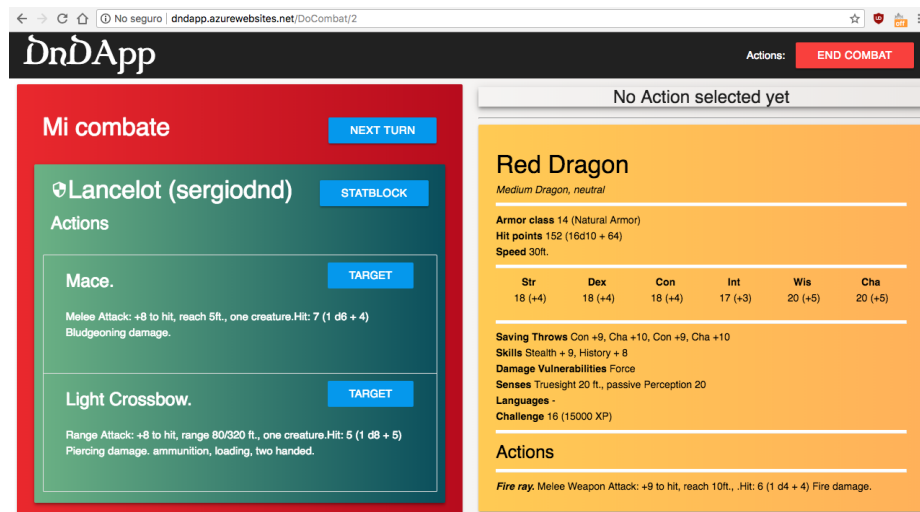 No seguro | dndapp.azurewebsites.net/DoCombat/2
off
DnDApp
Actions:
END COMBAT
Mi combate
NEXT TURN
Lancelot (sergiodnd)
STATBLOCK
Actions
Mace.
TARGET
Melee Attack: +8 to hit, reach 5ft., one creature.Hit: 7 (1 d6 + 4)
Bludgeoning damage.
Light Crossbow.
TARGET
Range Attack: +8 to hit, range 80/320 ft., one creature.Hit: 5 (1 d8 + 5)
Piercing damage. ammunition, loading, two handed.
No Action selected yet
Red Dragon
Medium Dragon, neutral
Armor class 14 (Natural Armor)
Hit points 152 (16d10 + 64)
Speed 30ft.
Str Dex Con Int Wis Cha
18 (+4) 18 (+4) 18 (+4) 17 (+3) 20 (+5) 20 (+5)
Saving Throws Con +9, Cha +10, Con +9, Cha +10
Skills Stealth + 9, History + 8
Damage Vulnerabilities Force
Senses Truesight 20 ft., passive Perception 20
Languages -
Challenge 16 (15000 XP)
Actions
Fire ray. Melee Weapon Attack: +9 to hit, reach 10ft., .Hit: 6 (1 d4 + 4) Fire damage.